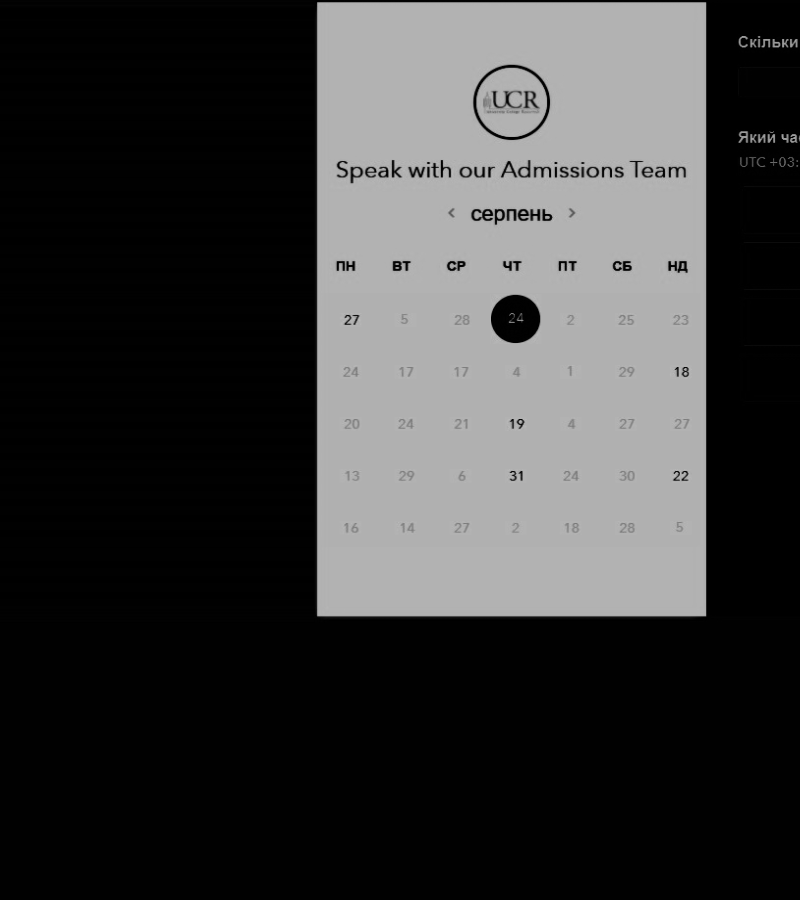 Скільки
UCR
Який
UTC +03:
Speak with our Admissions Team
серпень
ПН ВТ СР ЧТ ПТ СБ НД
27 5 28 24 2 25 23
24 17 17 4 1 29 18
20 24 21 19 4 27 27
13 29 6 31 24 30 22
16 14 27 2 18 28 5